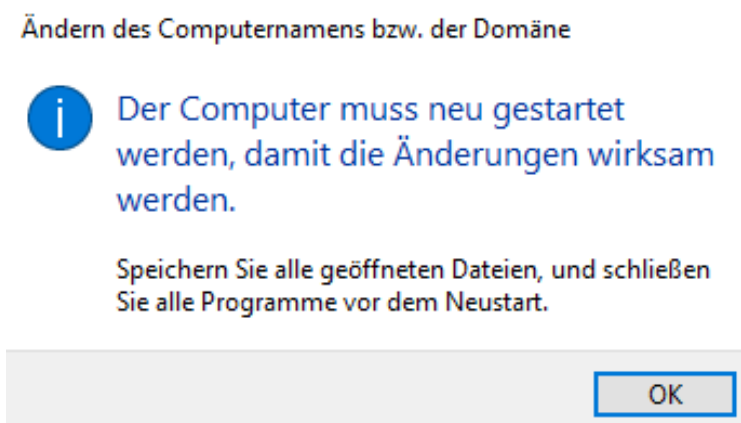 Ändern des Computernamens bzw. der Domäne
Der Computer muss neu gestartet
werden, damit die Änderungen wirksam
werden.
Speichern Sie alle geöffneten Dateien, und schließen
Sie alle Programme vor dem Neustart.
OK